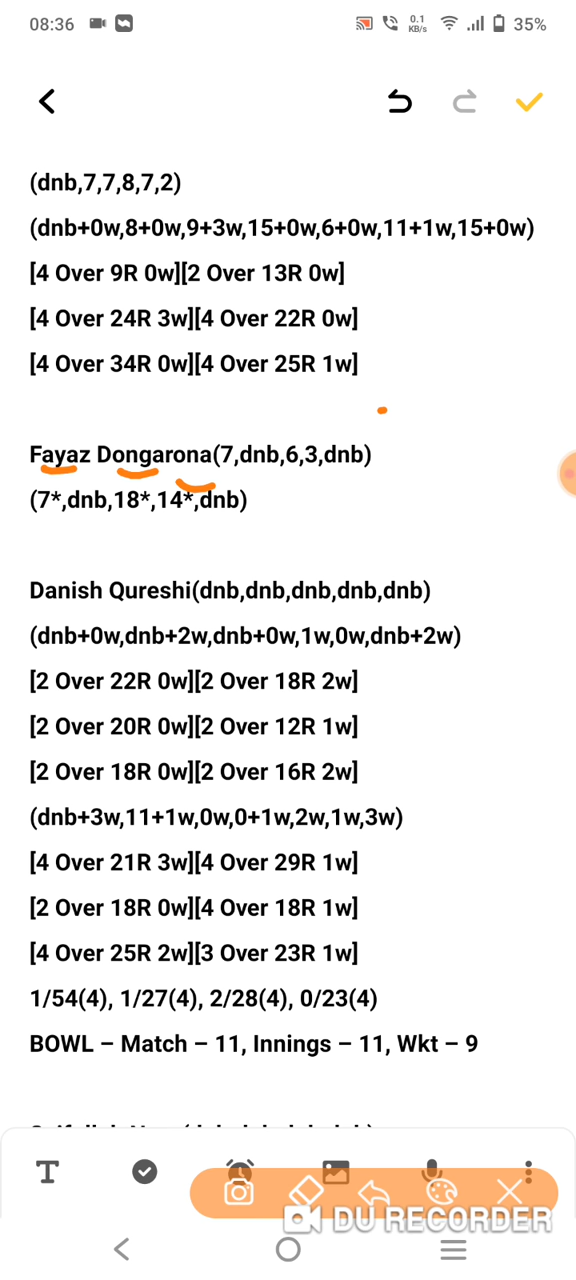 08:36
0.1
KB/s
35%
(dnb,7,7,8,7,2)
(dnb+0w,8+0w,9+3w,15+0w,6+0w,11+1w,15+0w)
[4 Over 9R 0w][2 Over 13R 0w]
[4 Over 24R 3w][4 Over 22R 0w]
[4 Over 34R 0w][4 Over 25R 1w]
Fayaz Dongarona(7,dnb,6,3,dnb)
(7*,dnb,18*,14*,dnb)
Danish Qureshi(dnb,dnb,dnb,dnb,dnb)
(dnb+0w,dnb+2w,dnb+0w,1w,0w,dnb+2w)
[2 Over 22R 0w][2 Over 18R 2w]
[2 Over 20R 0w][2 Over 12R 1w]
[2 Over 18R 0w][2 Over 16R 2w]
(dnb+3w,11+1w,0w,0+1w,2w,1w,3w)
[4 Over 21R 3w][4 Over 29R 1w]
[2 Over 18R 0w][4 Over 18R 1w]
[4 Over 25R 2w][3 Over 23R 1w]
1/54(4), 1/27(4), 2/28(4), 0/23(4)
BOWL – Match – 11, Innings – 11, Wkt – 9
T
DU RECORDER